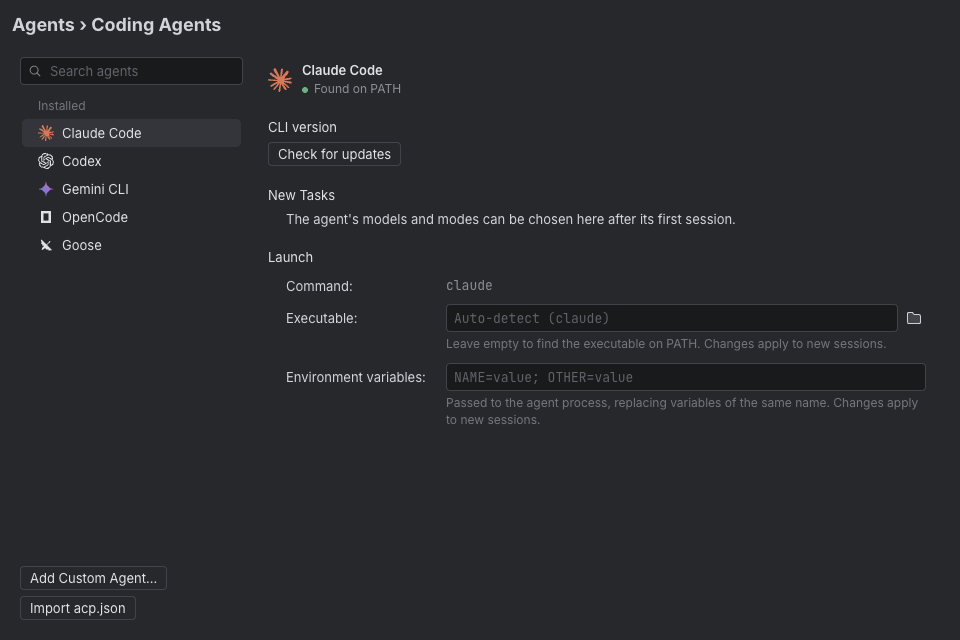 Agents › Coding Agents
Search agents
Installed
Claude Code
Codex
Gemini CLI
OpenCode
Goose
Add Custom Agent...
Import acp.json
Claude Code
Found on PATH
CLI version
Check for updates
New Tasks
The agent's models and modes can be chosen here after its first session.
Launch
Command: claude
Executable: Auto-detect (claude)
Leave empty to find the executable on PATH. Changes apply to new sessions.
Environment variables: NAME=value; OTHER=value
Passed to the agent process, replacing variables of the same name. Changes apply
to new sessions.